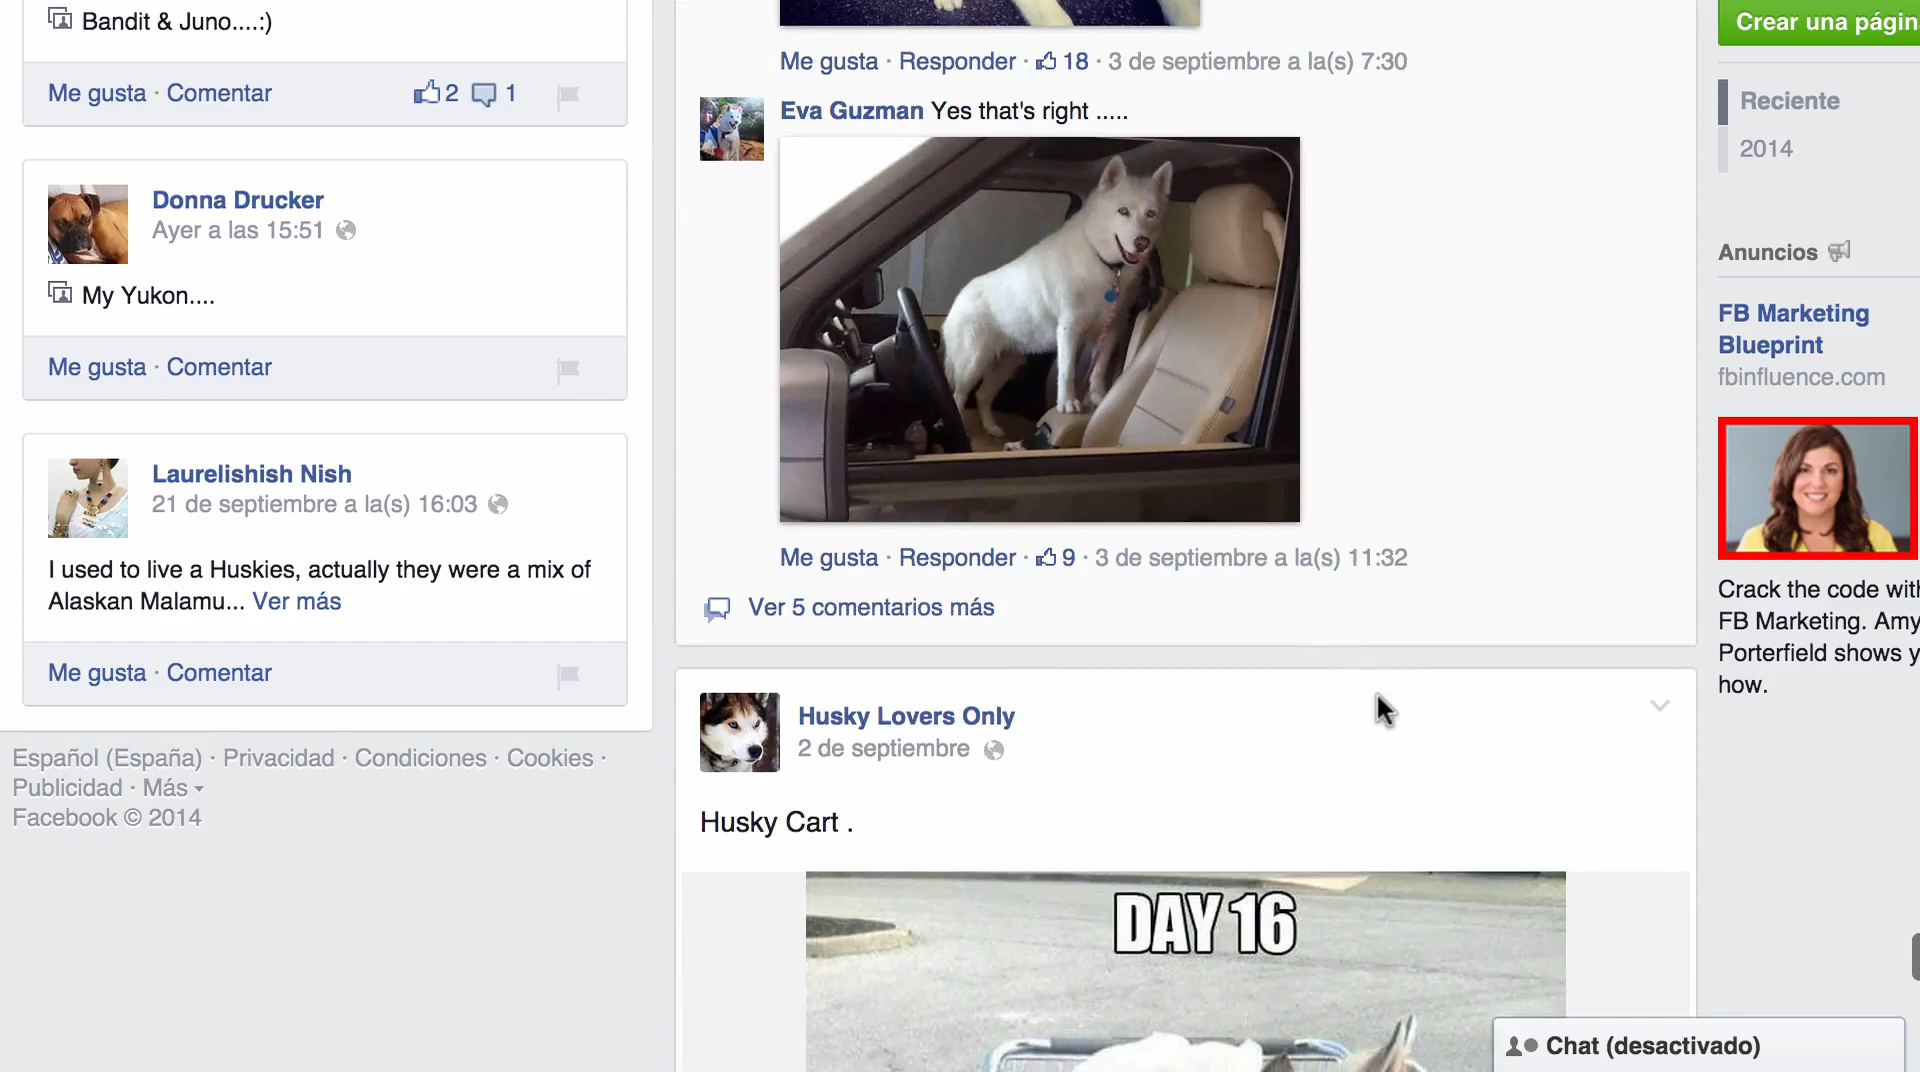 Bandit & Juno....:)
Me gusta · Comentar 2 1
Donna Drucker
Ayer a las 15:51
My Yukon....
Me gusta · Comentar
Laurelishish Nish
21 de septiembre a la(s) 16:03
I used to live a Huskies, actually they were a mix of
Alaskan Malamu... Ver más
Me gusta · Comentar
Español (España) · Privacidad · Condiciones · Cookies ·
Publicidad · Más
Facebook © 2014
Me gusta · Responder · 18 · 3 de septiembre a la(s) 7:30
Eva Guzman Yes that's right .....
Me gusta · Responder · 9 · 3 de septiembre a la(s) 11:32
Ver 5 comentarios más
Husky Lovers Only
2 de septiembre
Husky Cart .
DAY 16
Crear una págin
Reciente
2014
Anuncios
FB Marketing
Blueprint
fbinfluence.com
Crack the code with
FB Marketing. Amy
Porterfield shows y
how.
Chat (desactivado)